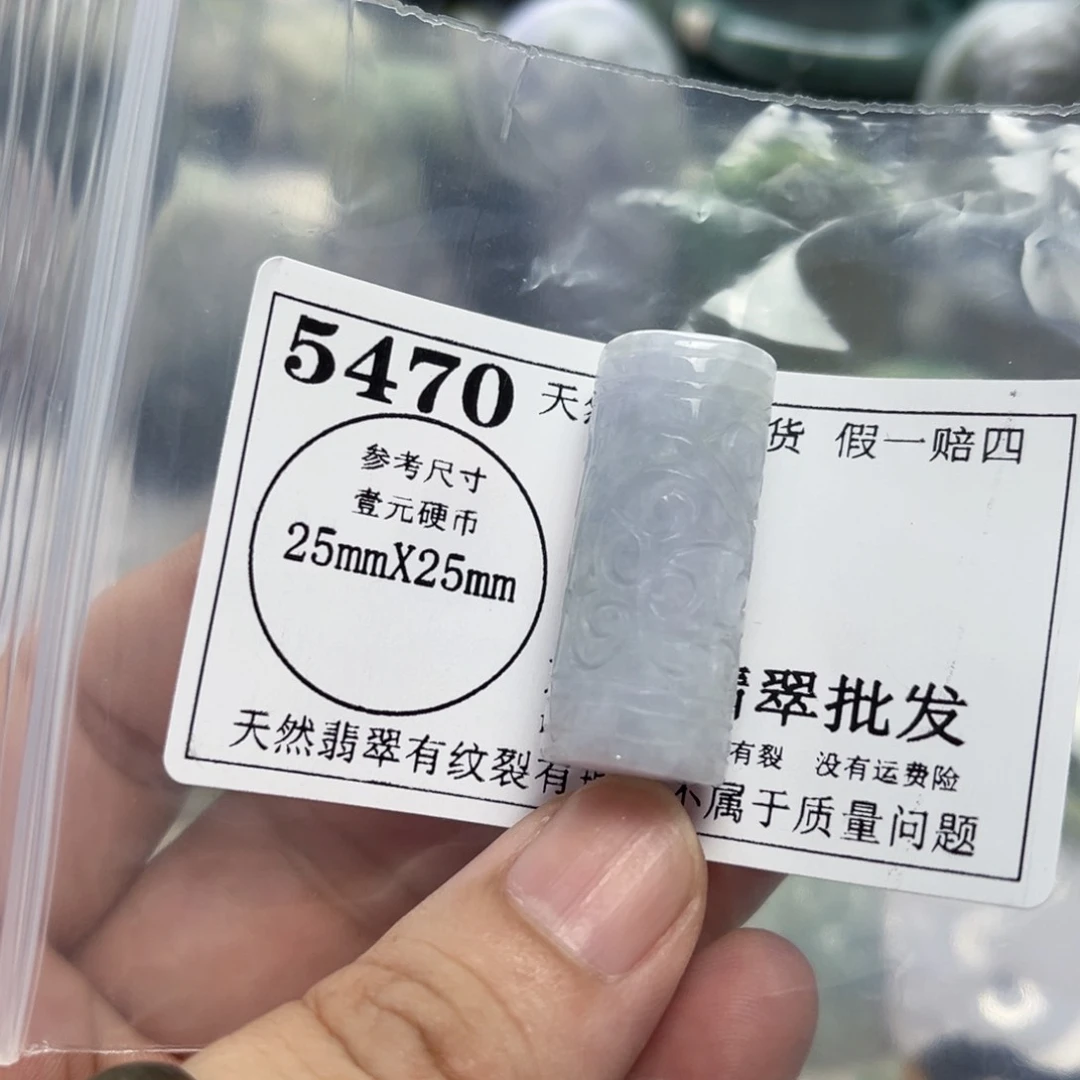 5470
天 货 假一赔四
参考尺寸
壹元硬币
25mmX25mm
翠批发
有裂 没有运费险
天然翡翠有纹裂有 不属于质量问题